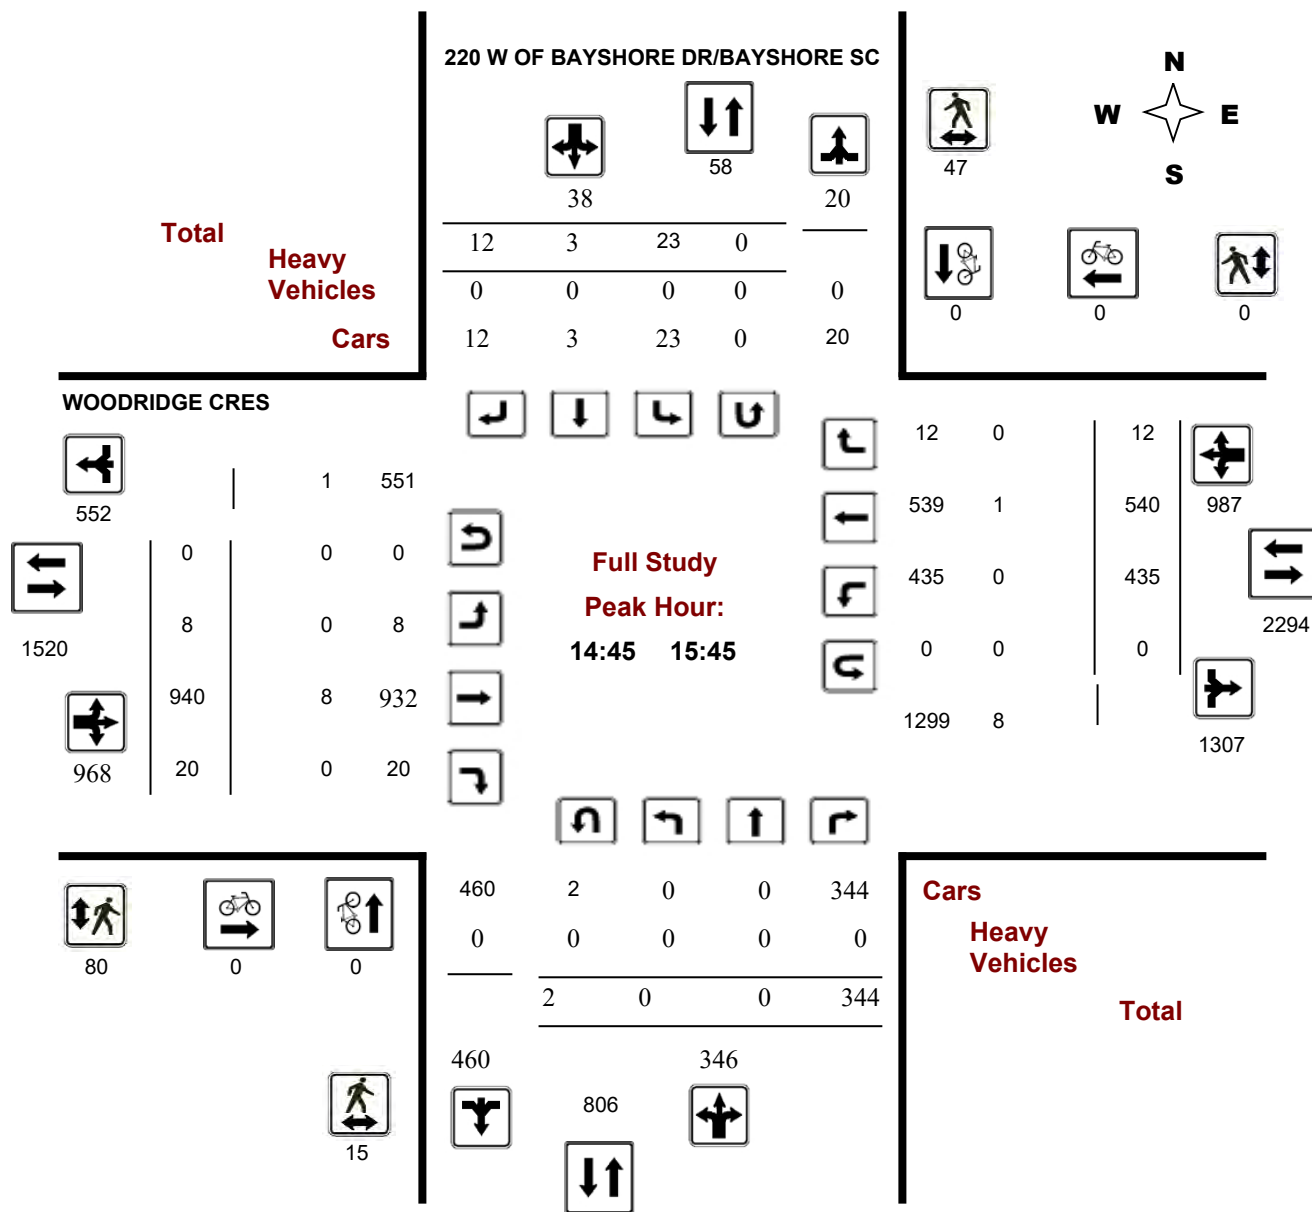 220 W OF BAYSHORE DR/BAYSHORE SC
N
W E
S
58
47
38 20
Total 12 3 23 0
Heavy
Vehicles 0 0 0 0 0
0 0 0
Cars 12 3 23 0 20
WOODRIDGE CRES
12 0 12
1 551
552
539 1 540 987
0 0 0
Full Study
435 0 435
Peak Hour:
8 0 8
2294
1520
14:45 15:45
0 0 0
940 8 932
1299 8
1307
968 20 0 20
460 2 0 0 344
Cars
0 0 0 0 0
Heavy
Vehicles
80 0 0
2 0 0 344
Total
460 346
806
15